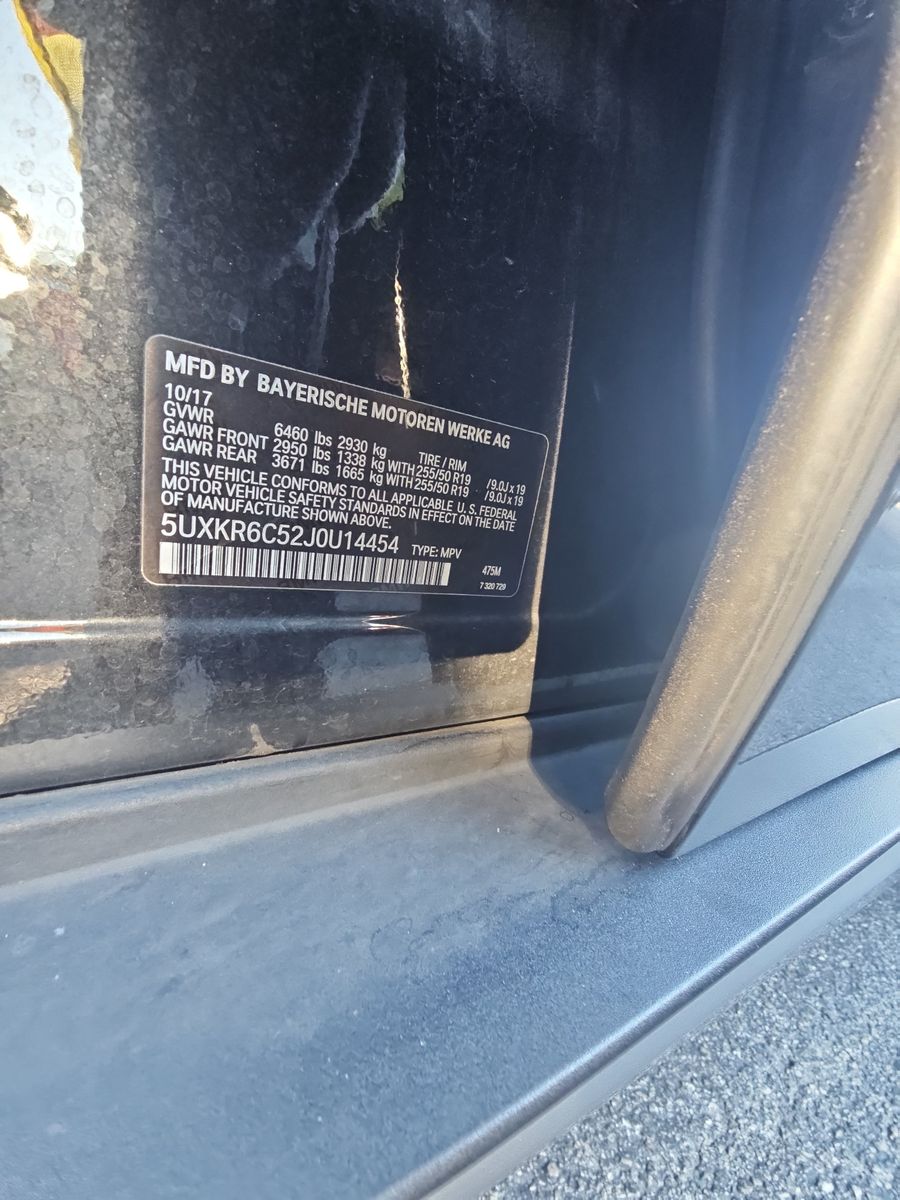 MFD BY BAYERISCHE MOTOREN WERKE AG
10/17
GVWR 6460 lbs 2930 kg TIRE / RIM
GAWR FRONT 2950 lbs 1338 kg WITH 255/50 R19 /9.0J x 19
GAWR REAR 3671 lbs 1665 kg WITH 255/50 R19 /9.0J x 19
THIS VEHICLE CONFORMS TO ALL APPLICABLE U. S. FEDERAL
MOTOR VEHICLE SAFETY STANDARDS IN EFFECT ON THE DATE
OF MANUFACTURE SHOWN ABOVE.
5UXKR6C52J0U14454 TYPE: MPV
475M
7 320 729